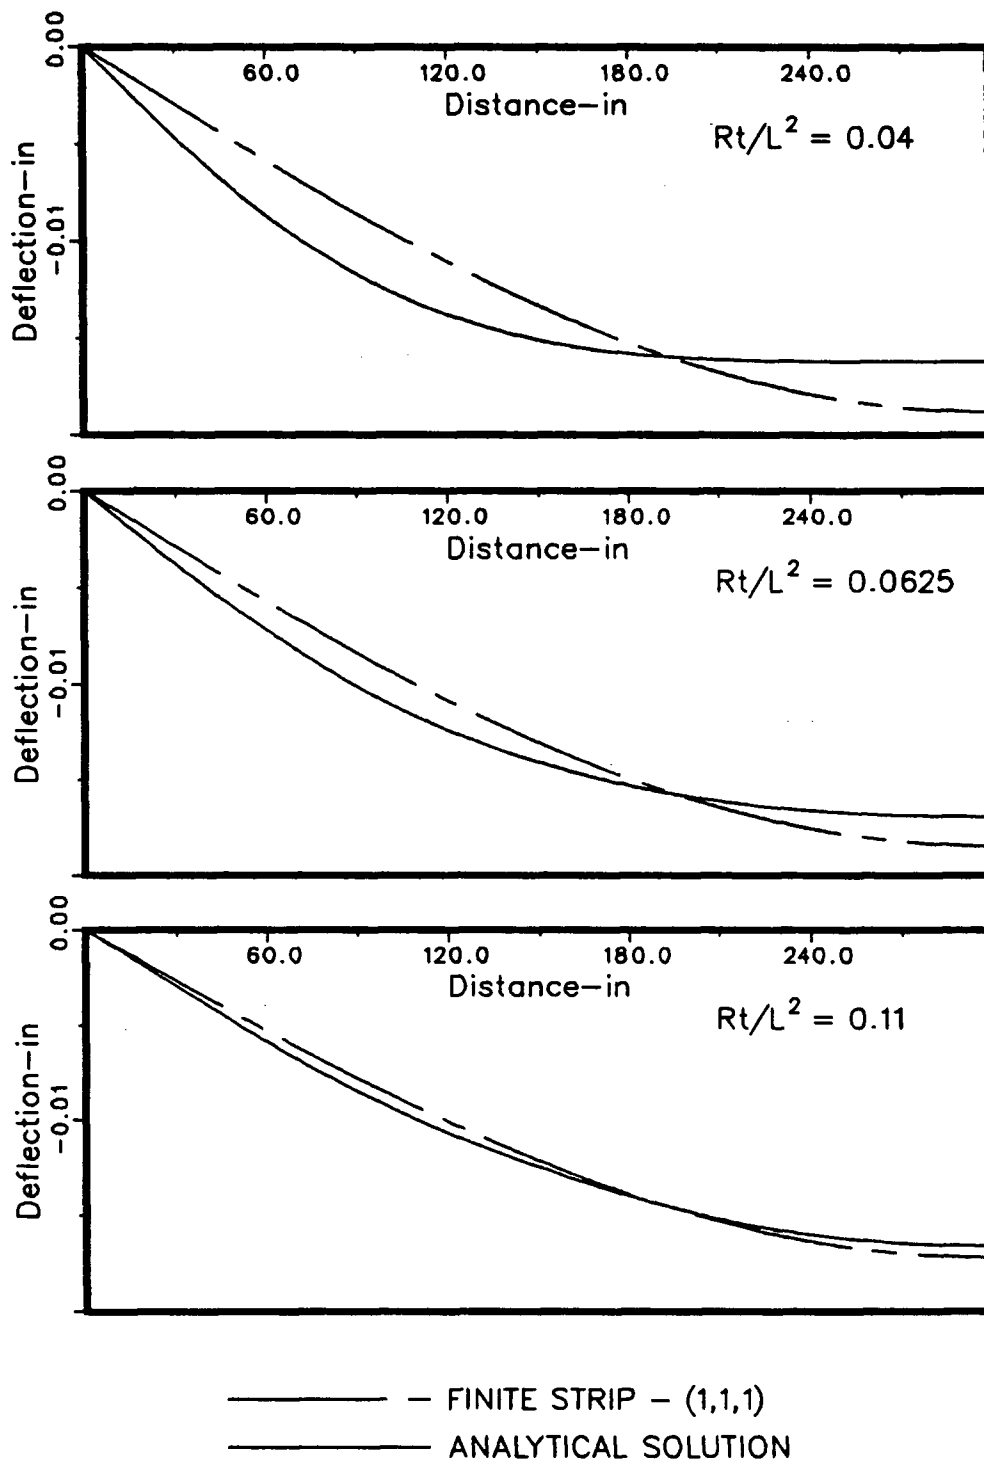 0.00
60.0 120.0 180.0 240.0
Distance-in
Rt/L² = 0.04
-0.01
Deflection-in
0.00
60.0 120.0 180.0 240.0
Distance-in
Rt/L² = 0.0625
-0.01
Deflection-in
0.00
60.0 120.0 180.0 240.0
Distance-in
Rt/L² = 0.11
-0.01
Deflection-in
FINITE STRIP - (1,1,1)
ANALYTICAL SOLUTION